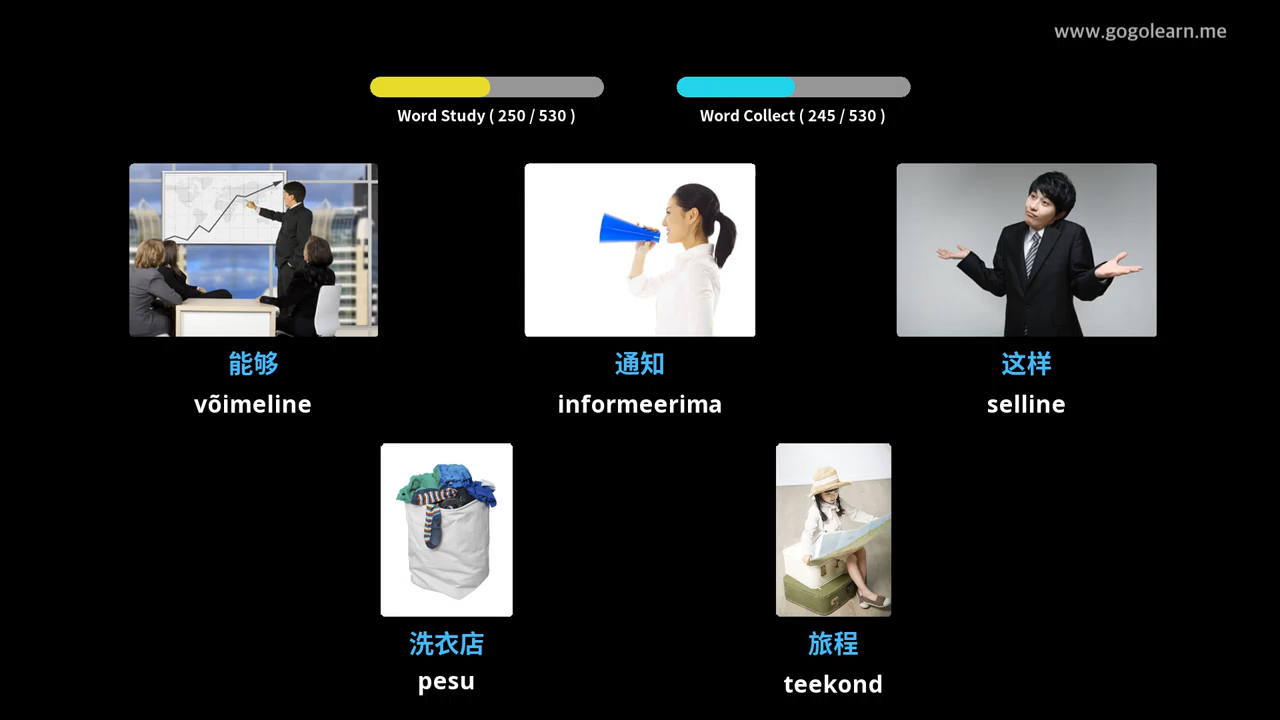 www.gogolearn.me
Word Study ( 250 / 530 )
Word Collect ( 245 / 530 )
能够
通知
这样
võimeline
informeerima
selline
洗衣店
旅程
pesu
teekond